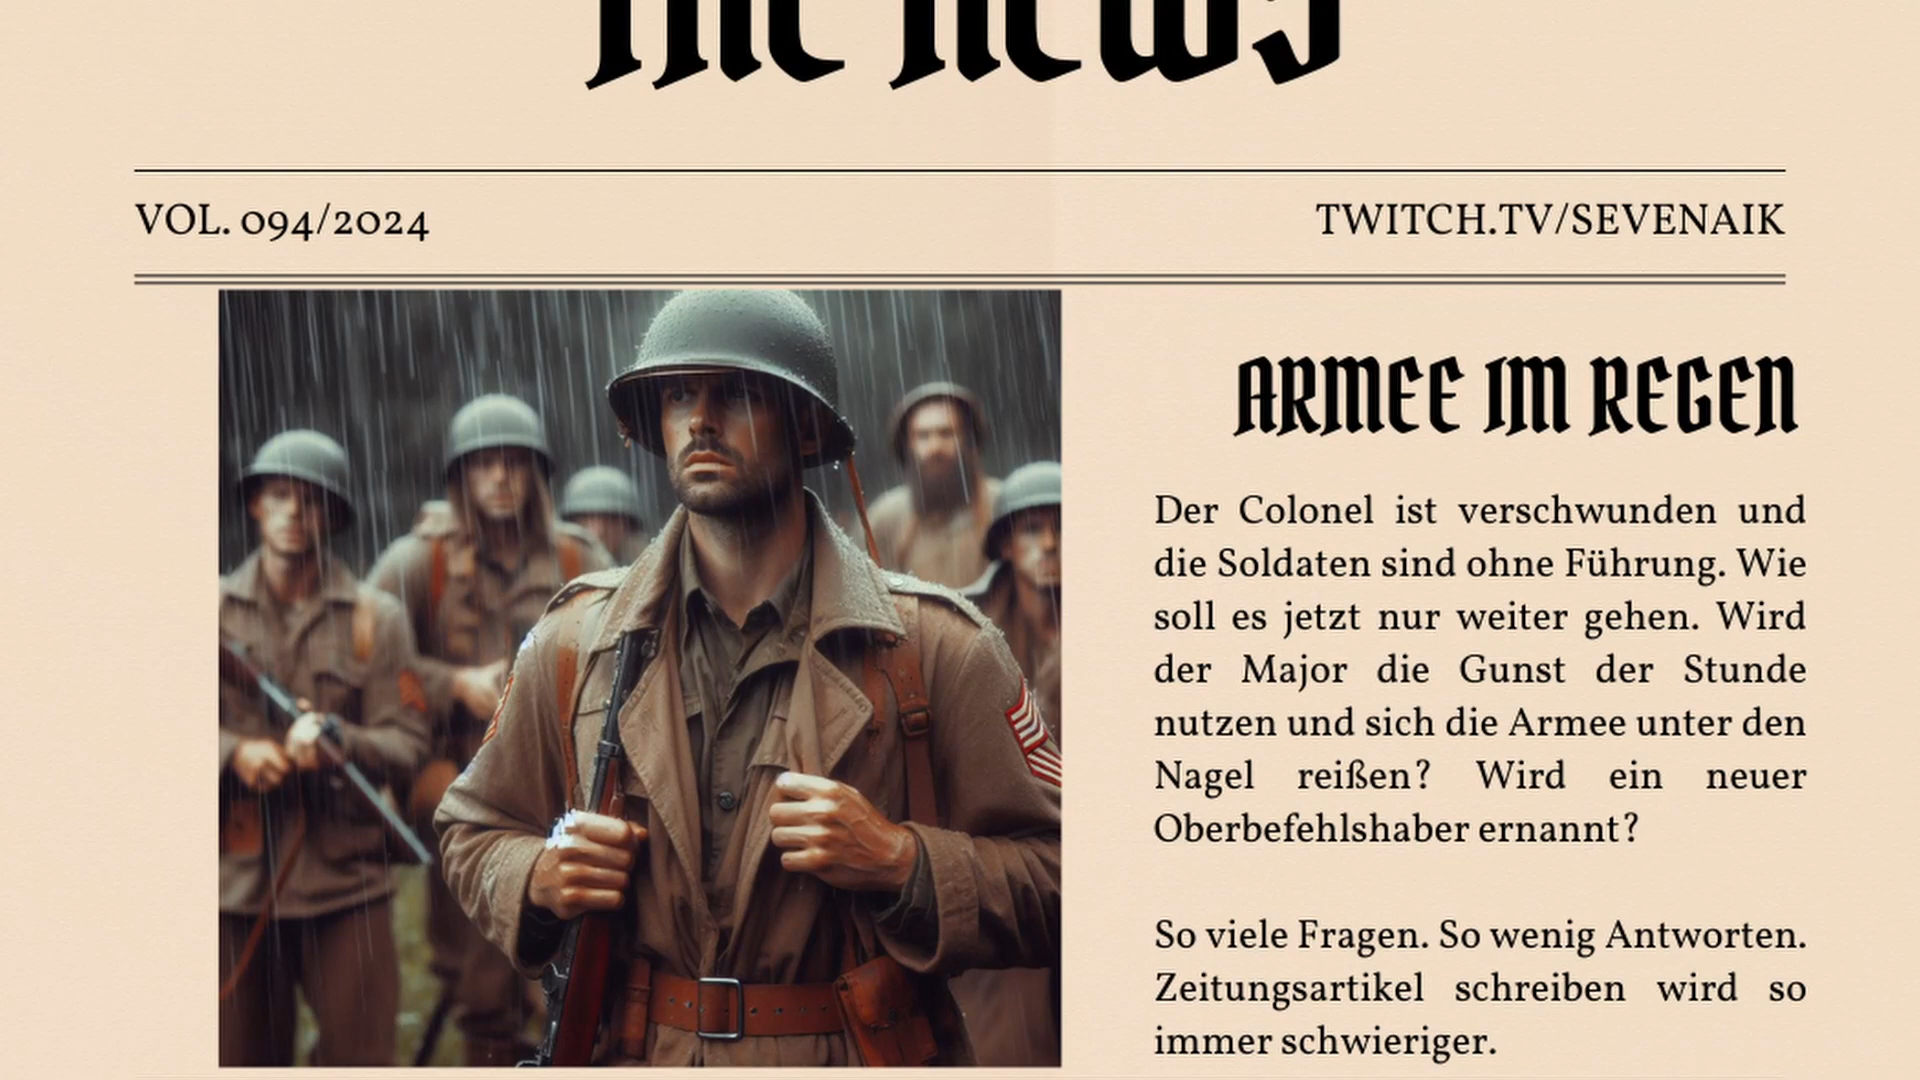 The News
VOL. 094/2024
TWITCH.TV/SEVENAIK
ARMEE IM REGEN
Der Colonel ist verschwunden und
die Soldaten sind ohne Führung. Wie
soll es jetzt nur weiter gehen. Wird
der Major die Gunst der Stunde
nutzen und sich die Armee unter den
Nagel reißen? Wird ein neuer
Oberbefehlshaber ernannt?
So viele Fragen. So wenig Antworten.
Zeitungsartikel schreiben wird so
immer schwieriger.